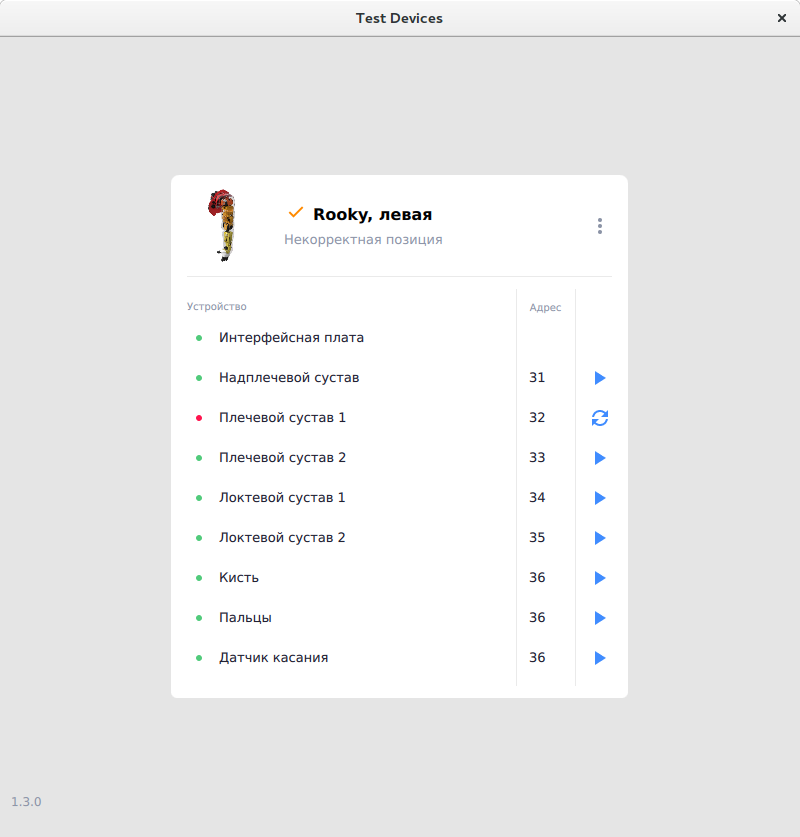 Test Devices
Rooky, левая
Некорректная позиция
Устройство Адрес
Интерфейсная плата
Надплечевой сустав 31
Плечевой сустав 1 32
Плечевой сустав 2 33
Локтевой сустав 1 34
Локтевой сустав 2 35
Кисть 36
Пальцы 36
Датчик касания 36
1.3.0